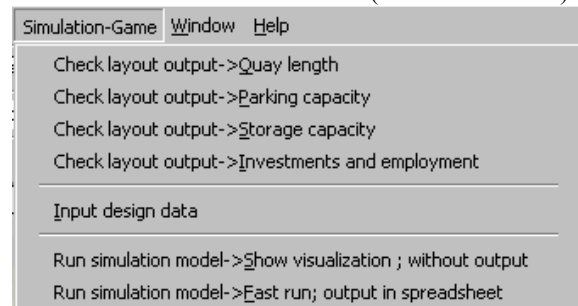 Simulation-Game Window Help
Check layout output->Quay length
Check layout output->Parking capacity
Check layout output->Storage capacity
Check layout output->Investments and employment
Input design data
Run simulation model->Show visualization ; without output
Run simulation model->Fast run; output in spreadsheet